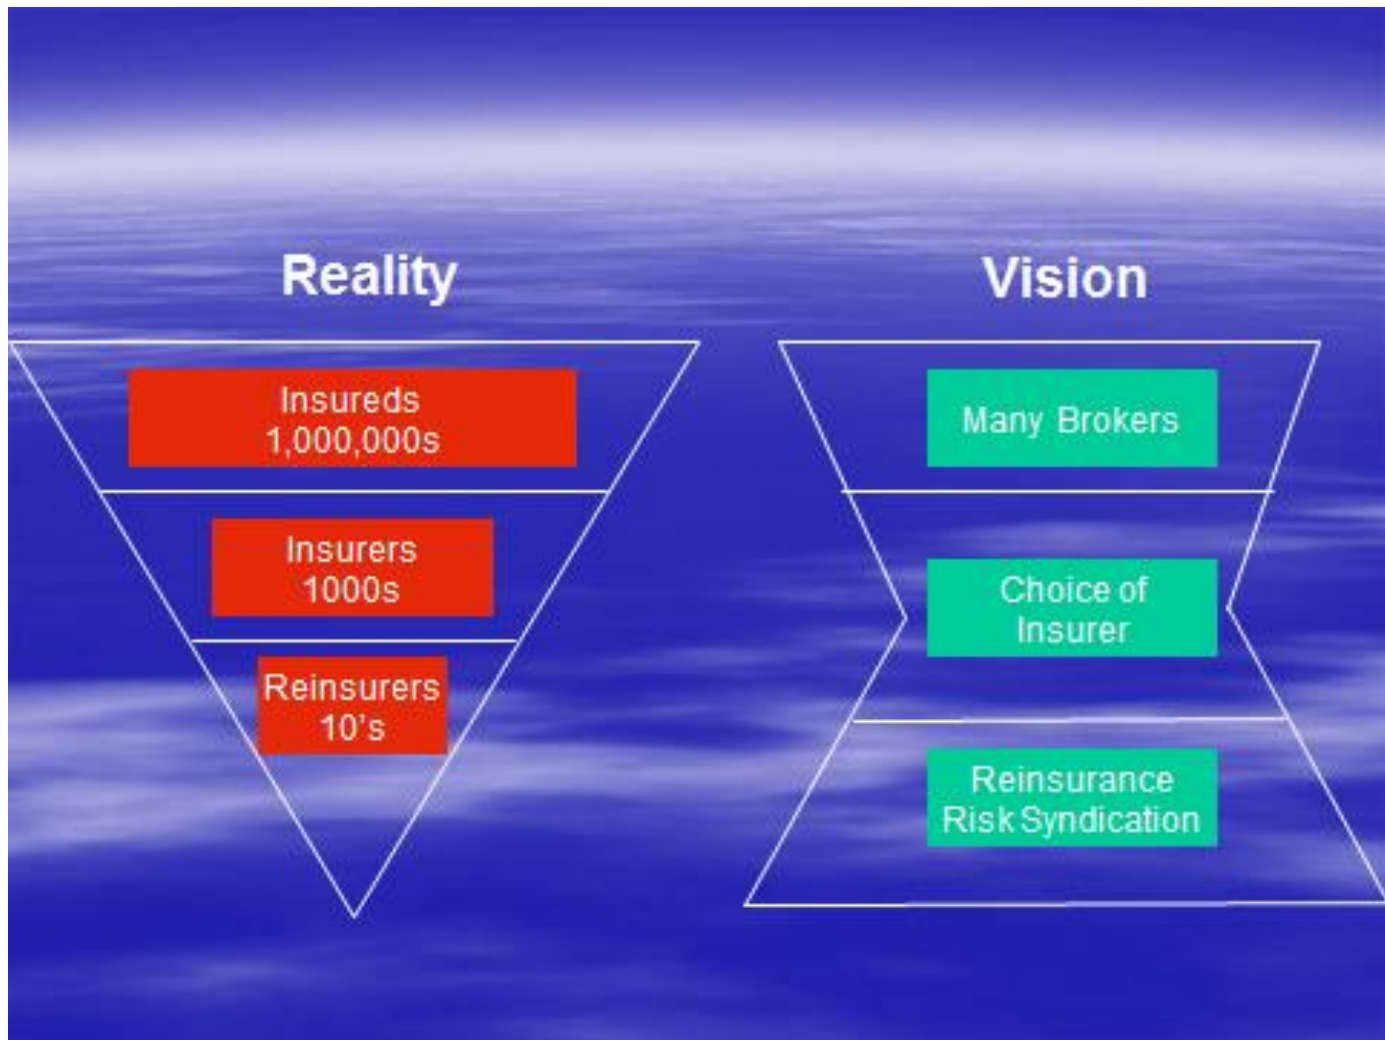 Reality
Insureds
1,000,000s
Insurers
1000s
Reinsurers
10's
Vision
Many Brokers
Choice of
Insurer
Reinsurance
Risk Syndication